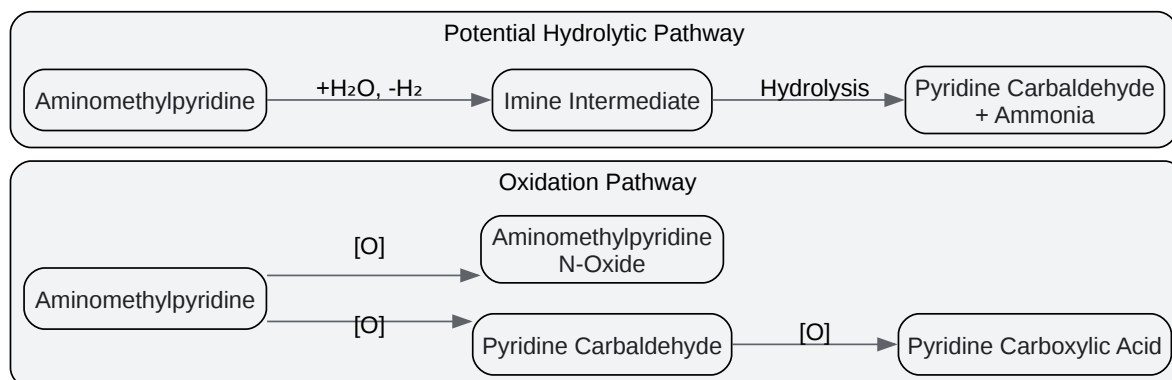 Potential Hydrolytic Pathway
Aminomethylpyridine
+H₂O, -H₂
Imine Intermediate
Hydrolysis
Pyridine Carbaldehyde
+ Ammonia
Oxidation Pathway
Aminomethylpyridine
[O]
Aminomethylpyridine
N-Oxide
[O]
Pyridine Carbaldehyde
[O]
Pyridine Carboxylic Acid